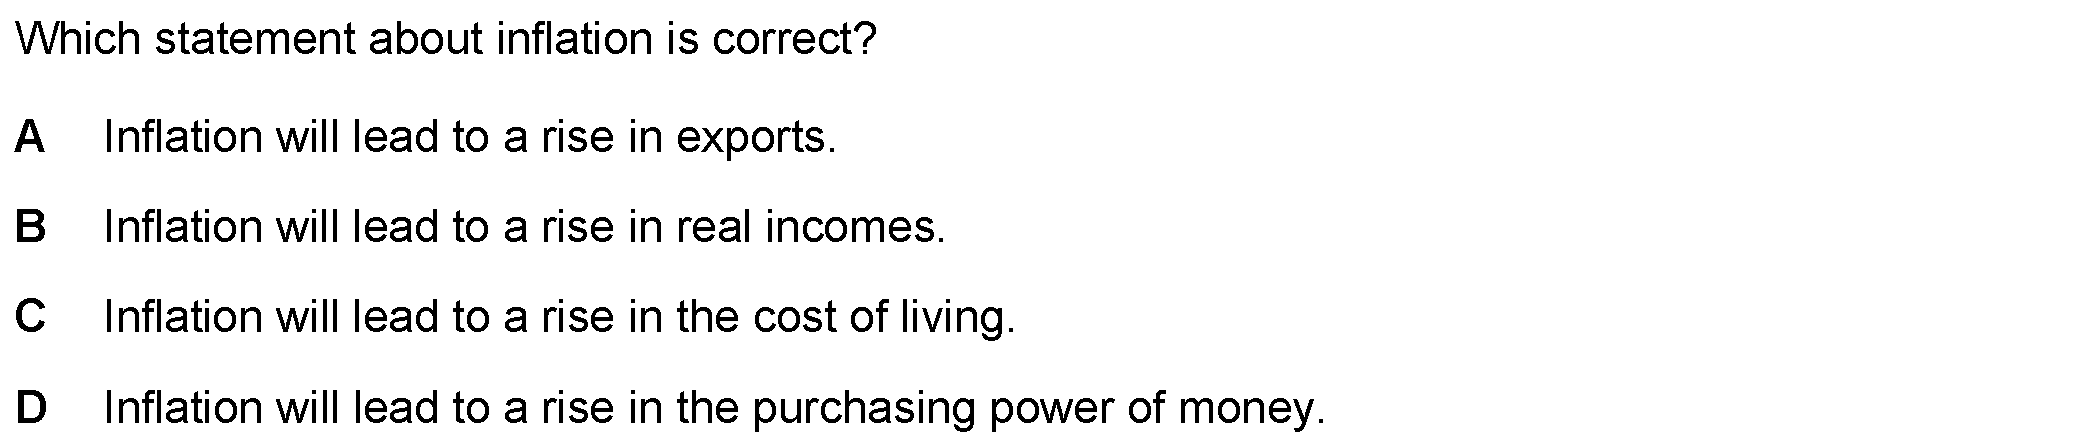 Which statement about inflation is correct?
A Inflation will lead to a rise in exports.
B Inflation will lead to a rise in real incomes.
C Inflation will lead to a rise in the cost of living.
D Inflation will lead to a rise in the purchasing power of money.